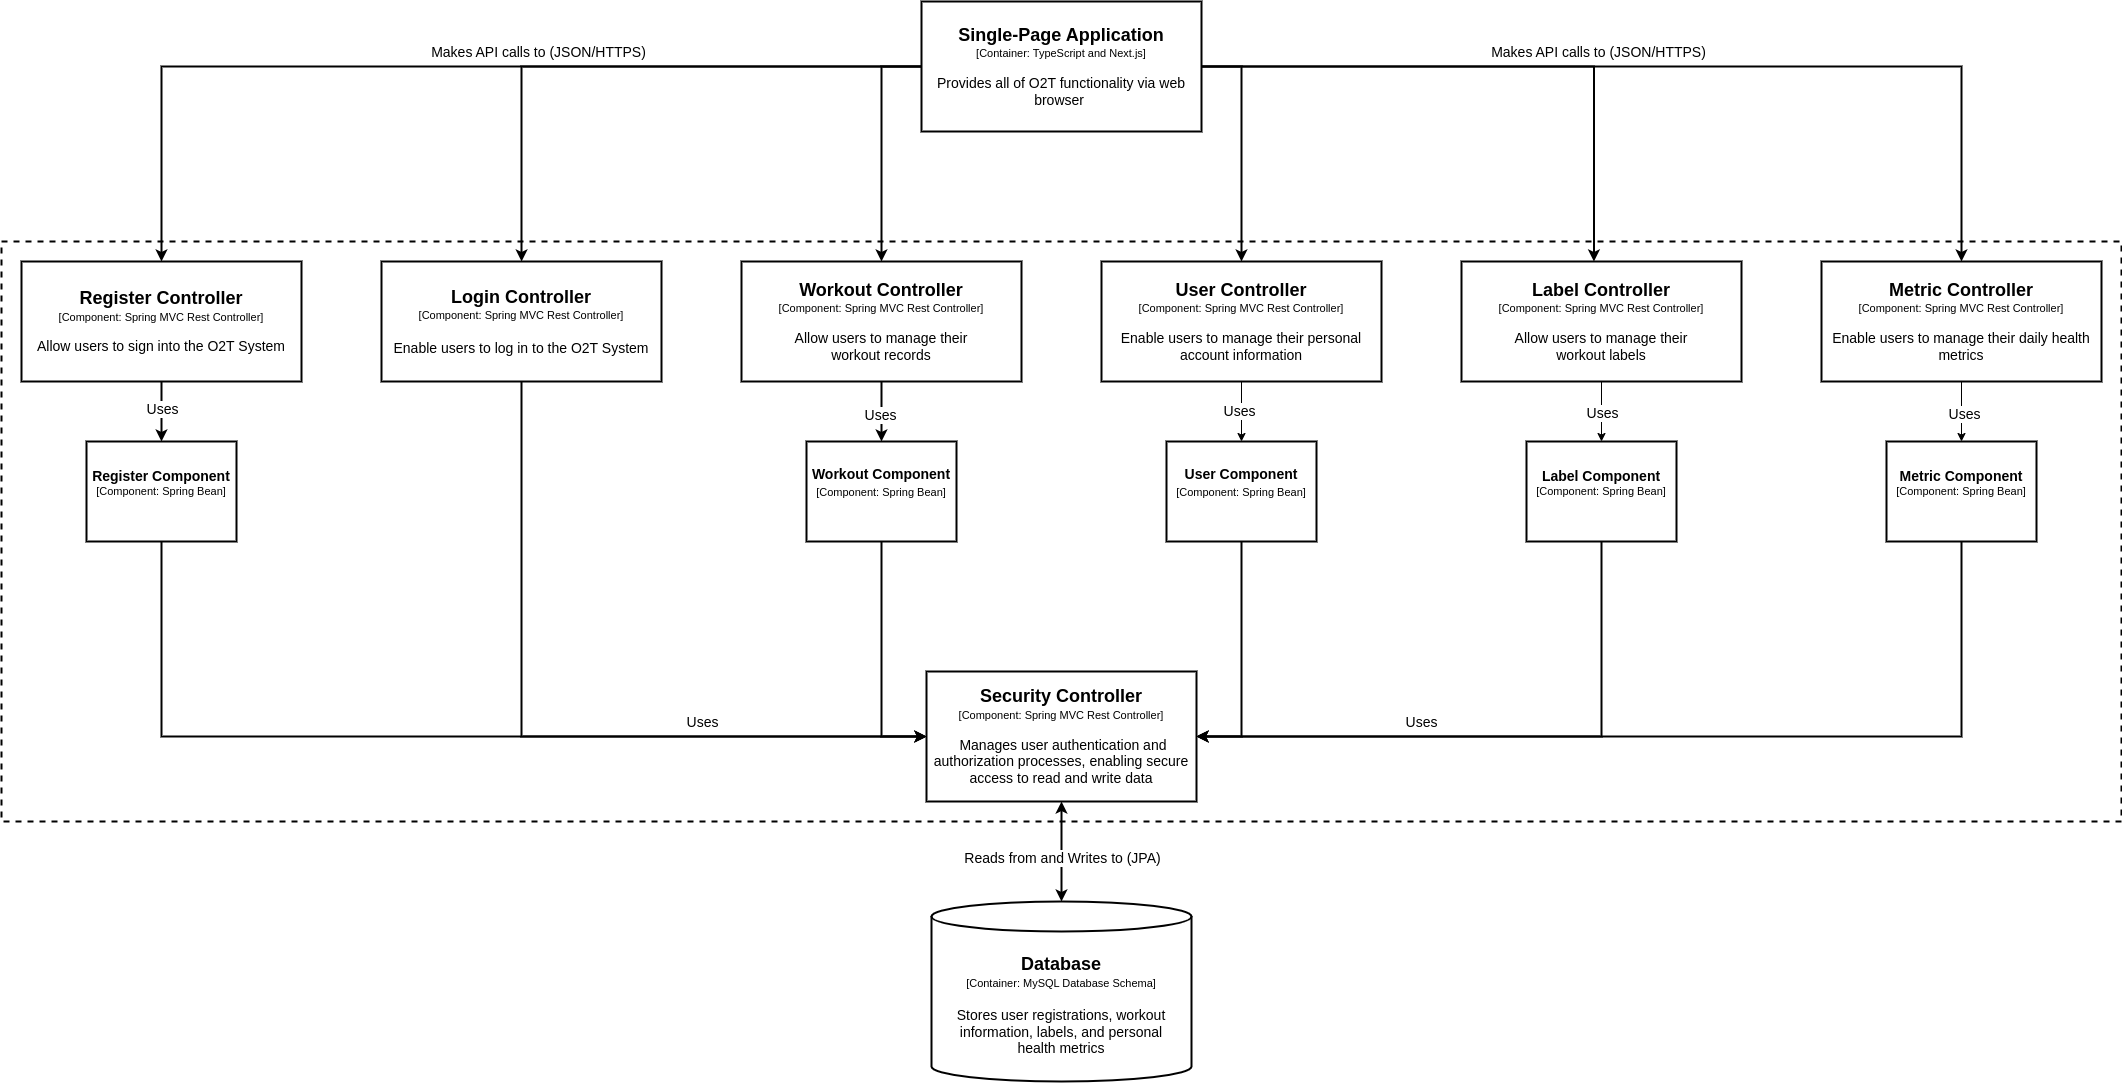 Single-Page Application
[Container: TypeScript and Next.js]
Provides all of O2T functionality via web
browser
Makes API calls to (JSON/HTTPS)
Makes API calls to (JSON/HTTPS)
Register Controller
[Component: Spring MVC Rest Controller]
Allow users to sign into the O2T System
Login Controller
[Component: Spring MVC Rest Controller]
Enable users to log in to the O2T System
Workout Controller
[Component: Spring MVC Rest Controller]
Allow users to manage their
workout records
User Controller
[Component: Spring MVC Rest Controller]
Enable users to manage their personal
account information
Label Controller
[Component: Spring MVC Rest Controller]
Allow users to manage their
workout labels
Metric Controller
[Component: Spring MVC Rest Controller]
Enable users to manage their daily health
metrics
Uses
Uses
Uses
Uses
Uses
Register Component
[Component: Spring Bean]
Workout Component
[Component: Spring Bean]
User Component
[Component: Spring Bean]
Label Component
[Component: Spring Bean]
Metric Component
[Component: Spring Bean]
Uses
Uses
Security Controller
[Component: Spring MVC Rest Controller]
Manages user authentication and
authorization processes, enabling secure
access to read and write data
Reads from and Writes to (JPA)
Database
[Container: MySQL Database Schema]
Stores user registrations, workout
information, labels, and personal
health metrics